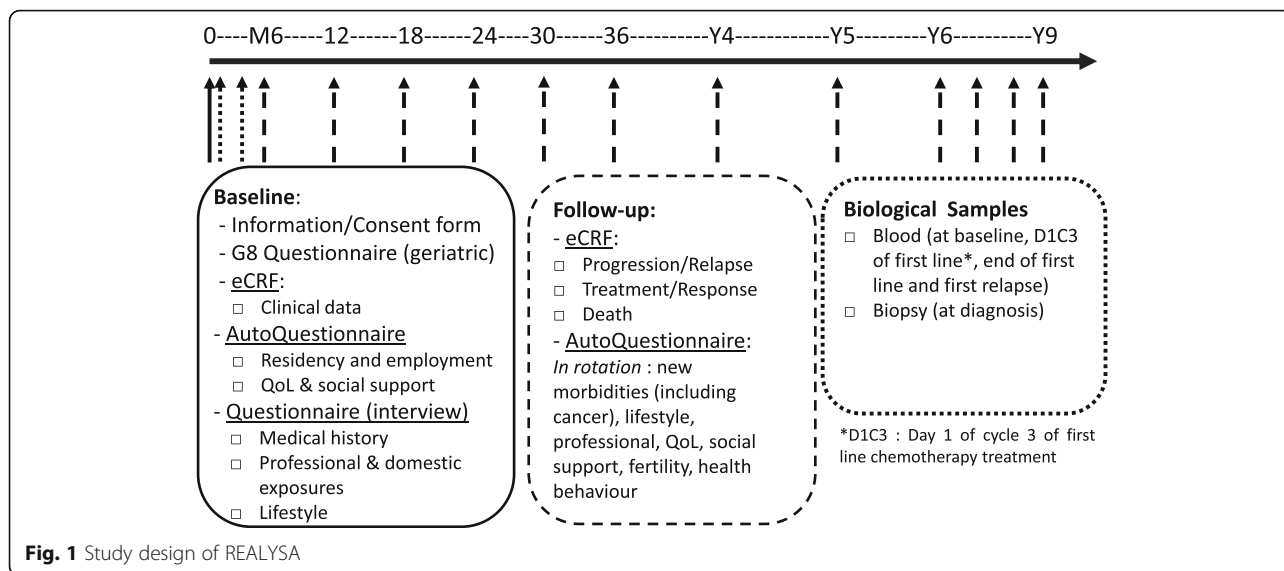 0----M6-----12------18------24----30-----36----------Y4--------------Y5---------Y6----------Y9
Baseline:
- Information/Consent form
- G8 Questionnaire (geriatric)
- eCRF:
□ Clinical data
- AutoQuestionnaire
□ Residency and employment
□ QoL & social support
- Questionnaire (interview)
□ Medical history
□ Professional & domestic
exposures
□ Lifestyle
Follow-up:
- eCRF:
□ Progression/Relapse
□ Treatment/Response
□ Death
- AutoQuestionnaire:
In rotation : new
morbidities (including
cancer), lifestyle,
professional, QoL, social
support, fertility, health
behaviour
Biological Samples
□ Blood (at baseline, D1C3
of first line*, end of first
line and first relapse)
□ Biopsy (at diagnosis)
*D1C3 : Day 1 of cycle 3 of first
line chemotherapy treatment
Fig. 1 Study design of REALYSA